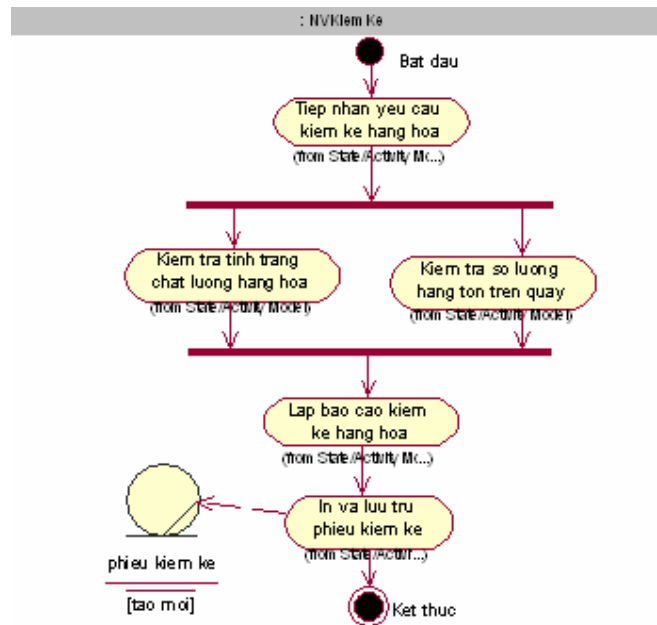 : NVKiem Ke
Bat dau
Tiep nhan yeu cau
kiem ke hang hoa
(from State/Activity Mo...)
Kiem tra tinh trang
chat luong hang hoa
(from State/Activity Model)
Kiem tra so luong
hang ton tren quay
(from State/Activity Model)
Lap bao cao kiem
ke hang hoa
(from State/Activity Mo...)
In va luu tru
phieu kiem ke
(from State/Activit...)
phieu kiem ke
[tao moi]
Ket thuc